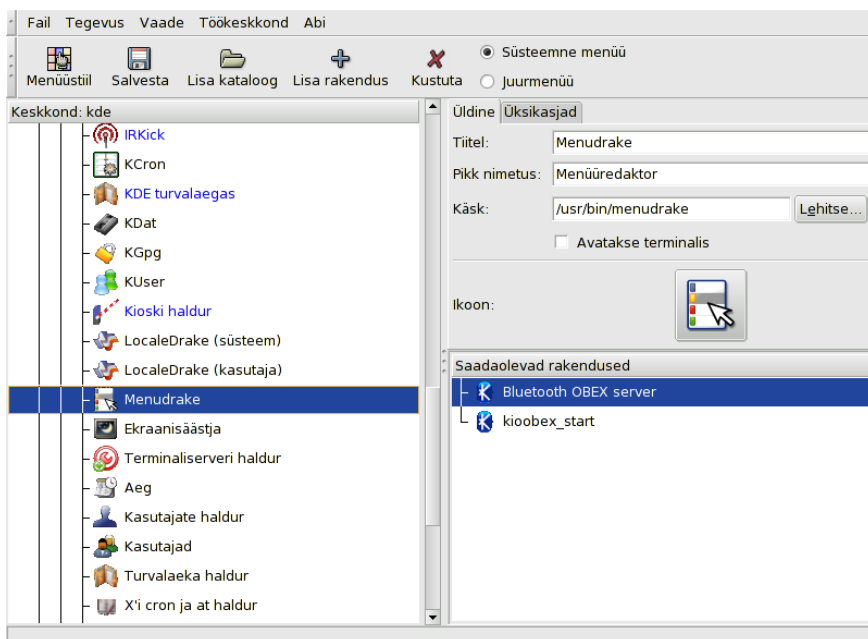 Fail Tegevus Vaade Töökeskkond Abi
Menüüstiil Salvesta Lisa kataloog Lisa rakendus Kustuta
Süsteemne menüü
Juurmenüü
Keskkond: kde
IRKick
KCron
KDE turvalaegas
KDat
KGpg
KUser
Kioski haldur
LocaleDrake (süsteem)
LocaleDrake (kasutaja)
Menudrake
Ekraanisäästja
Terminaliserveri haldur
Aeg
Kasutajate haldur
Kasutajad
Turvalaeka haldur
X'i cron ja at haldur
Üldine Üksikasjad
Tiitel: Menudrake
Pikk nimetus: Menüüredaktor
Käsk: /usr/bin/menudrake Lehitse...
Avatakse terminalis
Ikoon:
Saadaolevad rakendused
Bluetooth OBEX server
kioobex_start